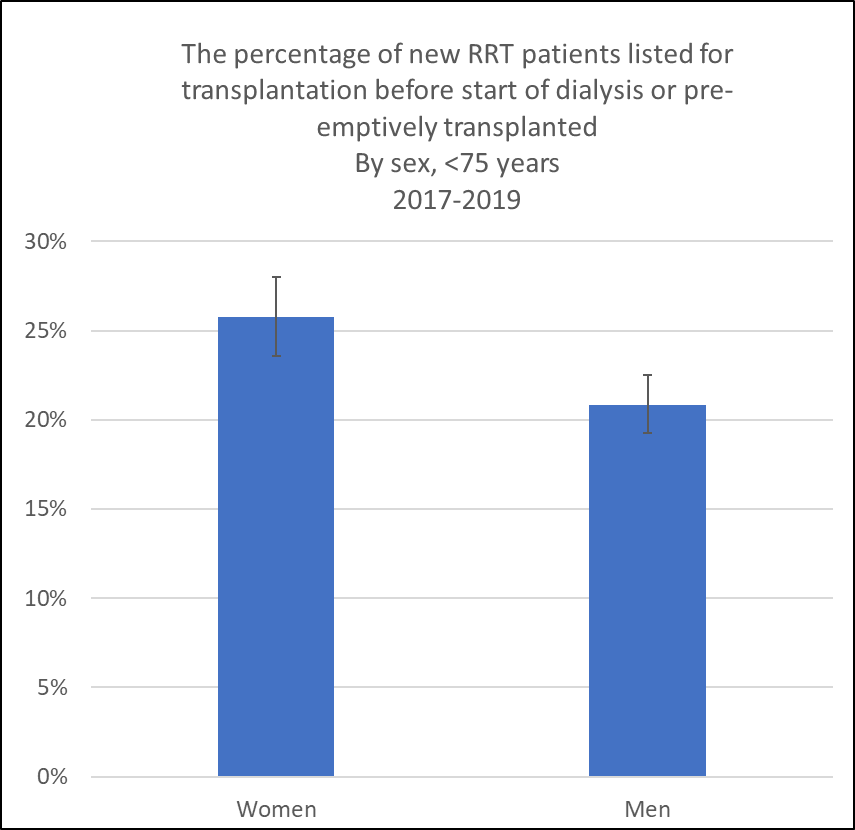 The percentage of new RRT patients listed for
transplantation before start of dialysis or pre-
emptively transplanted
By sex, <75 years
2017-2019
30%
25%
20%
15%
10%
5%
0%
Women
Men